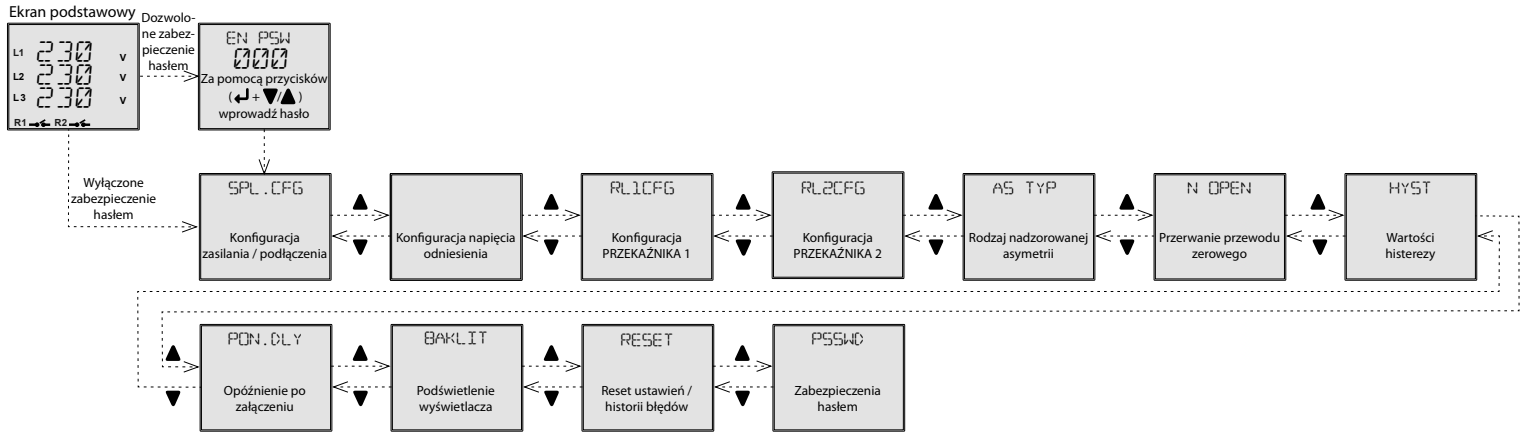 Ekran podstawowy
L1 230 V
L2 230 V
L3 230 V
R1 R2
Dozwolo-
ne zabez-
pieczenie
hasłem
EN PSW
000
Za pomocą przycisków
(↵ + ▼/▲)
wprowadź hasło
Wyłączone
zabezpieczenie
hasłem
SPL.CFG
Konfiguracja
zasilania / podłączenia
Konfiguracja napięcia
odniesienia
RL1CFG
Konfiguracja
PRZEKAŹNIKA 1
RL2CFG
Konfiguracja
PRZEKAŹNIKA 2
AS TYP
Rodzaj nadzorowanej
asymetrii
N OPEN
Przerwanie przewodu
zerowego
HYST
Wartości
histerezy
PON.DLY
Opóźnienie po
załączeniu
BAKLIT
Podświetlenie
wyświetlacza
RESET
Reset ustawień /
historii błędów
PSSWD
Zabezpieczenia
hasłem